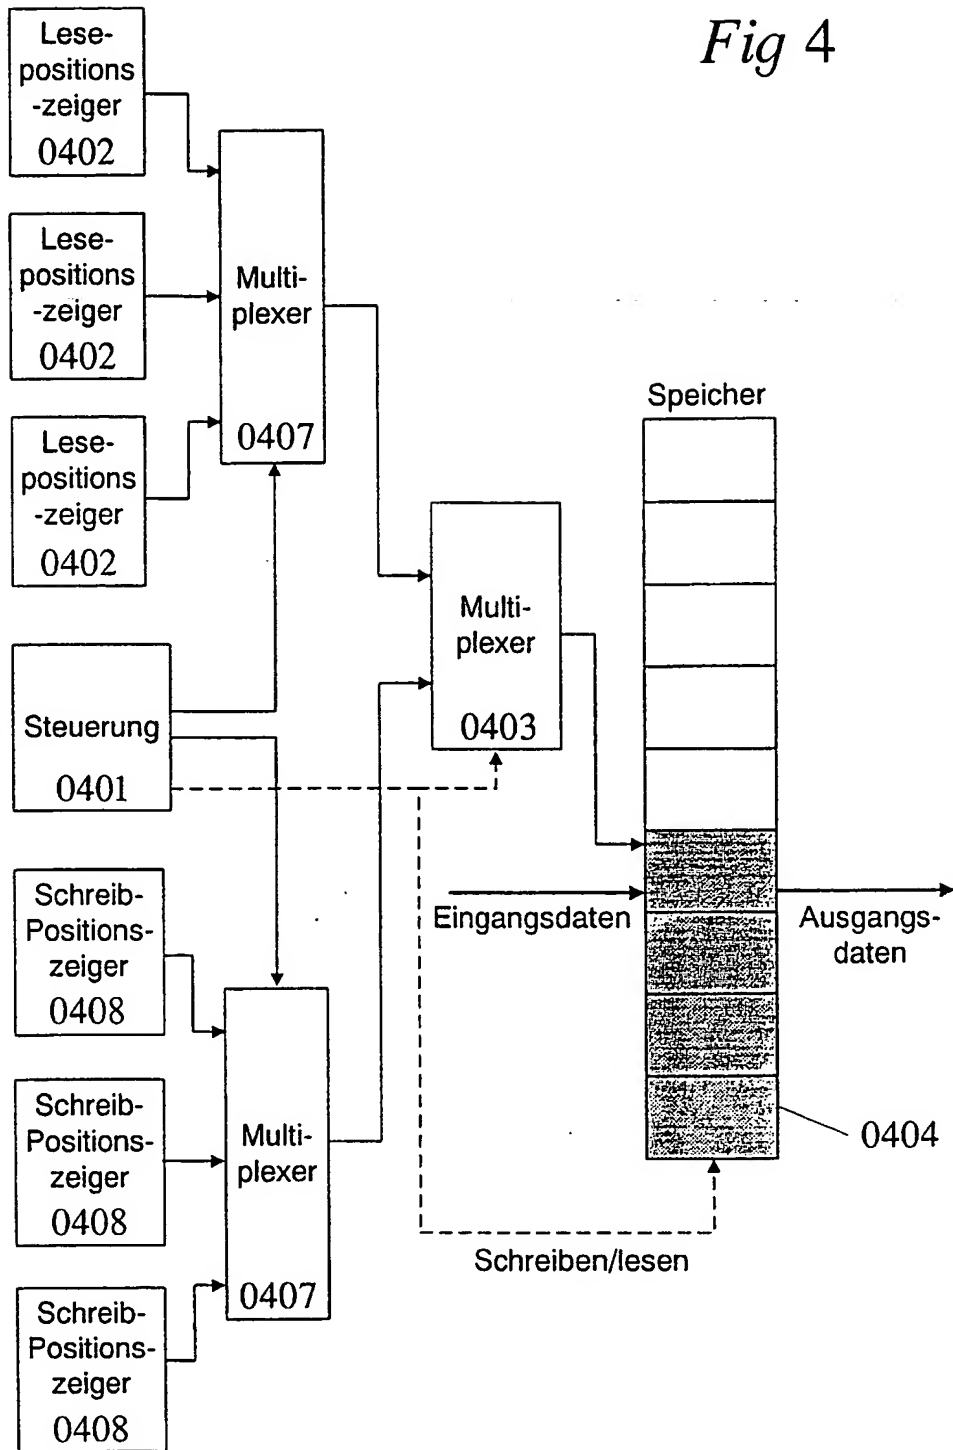 Fig 4
Lese-
positions
-zeiger
0402
Lese-
positions
-zeiger
0402
Lese-
positions
-zeiger
0402
Multi-
plexer
0407
Steuerung
0401
Multi-
plexer
0403
Speicher
Eingangsdaten
Ausgangs-
daten
0404
Schreiben/lesen
Schreib-
Positions-
zeiger
0408
Schreib-
Positions-
zeiger
0408
Schreib-
Positions-
zeiger
0408
Multi-
plexer
0407